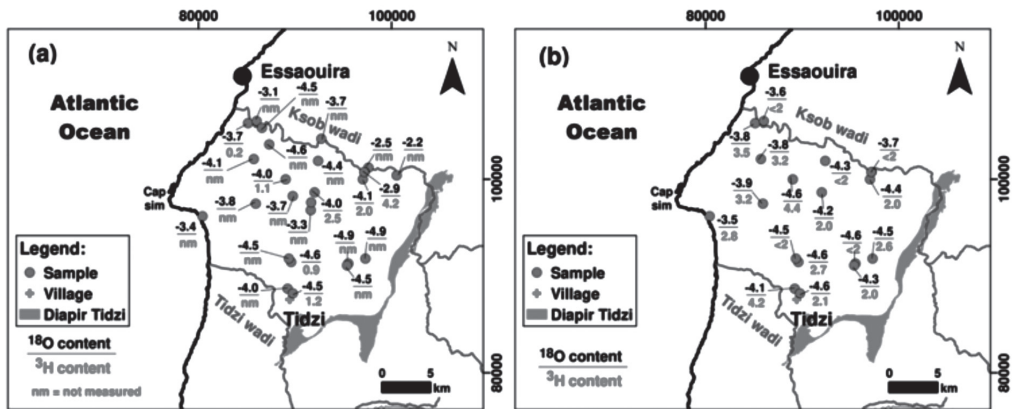 80000
100000
(a)
N
Essaouira
-3.1
nm
-4.5
nm
-3.7
nm
Atlantic
Ocean
Ksob wadi
-3.7
0.2
-4.6
nm
-2.5
nm
-2.2
nm
-4.1
nm
-4.0
1.1
-4.4
nm
-4.1
2.0
-2.9
4.2
100000
Cap
sim
-3.8
nm
-3.7
nm
-4.0
2.5
-3.4
nm
-3.3
nm
-4.5
nm
-4.6
0.9
-4.9
nm
-4.9
nm
-4.5
nm
-4.0
nm
-4.5
1.2
Tidzi wadi
Tidzi
Legend:
Sample
Village
Diapir Tidzi
18O content
3H content
nm = not measured
0 5
km
80000
80000
100000
(b)
N
Essaouira
-3.6
<2
Atlantic
Ocean
Ksob wadi
-3.8
3.5
-3.8
3.2
-3.7
<2
-4.3
<2
-4.4
2.0
100000
Cap
sim
-3.9
3.2
-4.6
4.4
-4.2
2.0
-3.5
2.8
-4.5
<2
-4.6
2.7
-4.6
<2
-4.5
2.6
-4.3
2.0
-4.1
4.2
-4.6
2.1
Tidzi wadi
Tidzi
Legend:
Sample
Village
Diapir Tidzi
18O content
3H content
0 5
km
80000